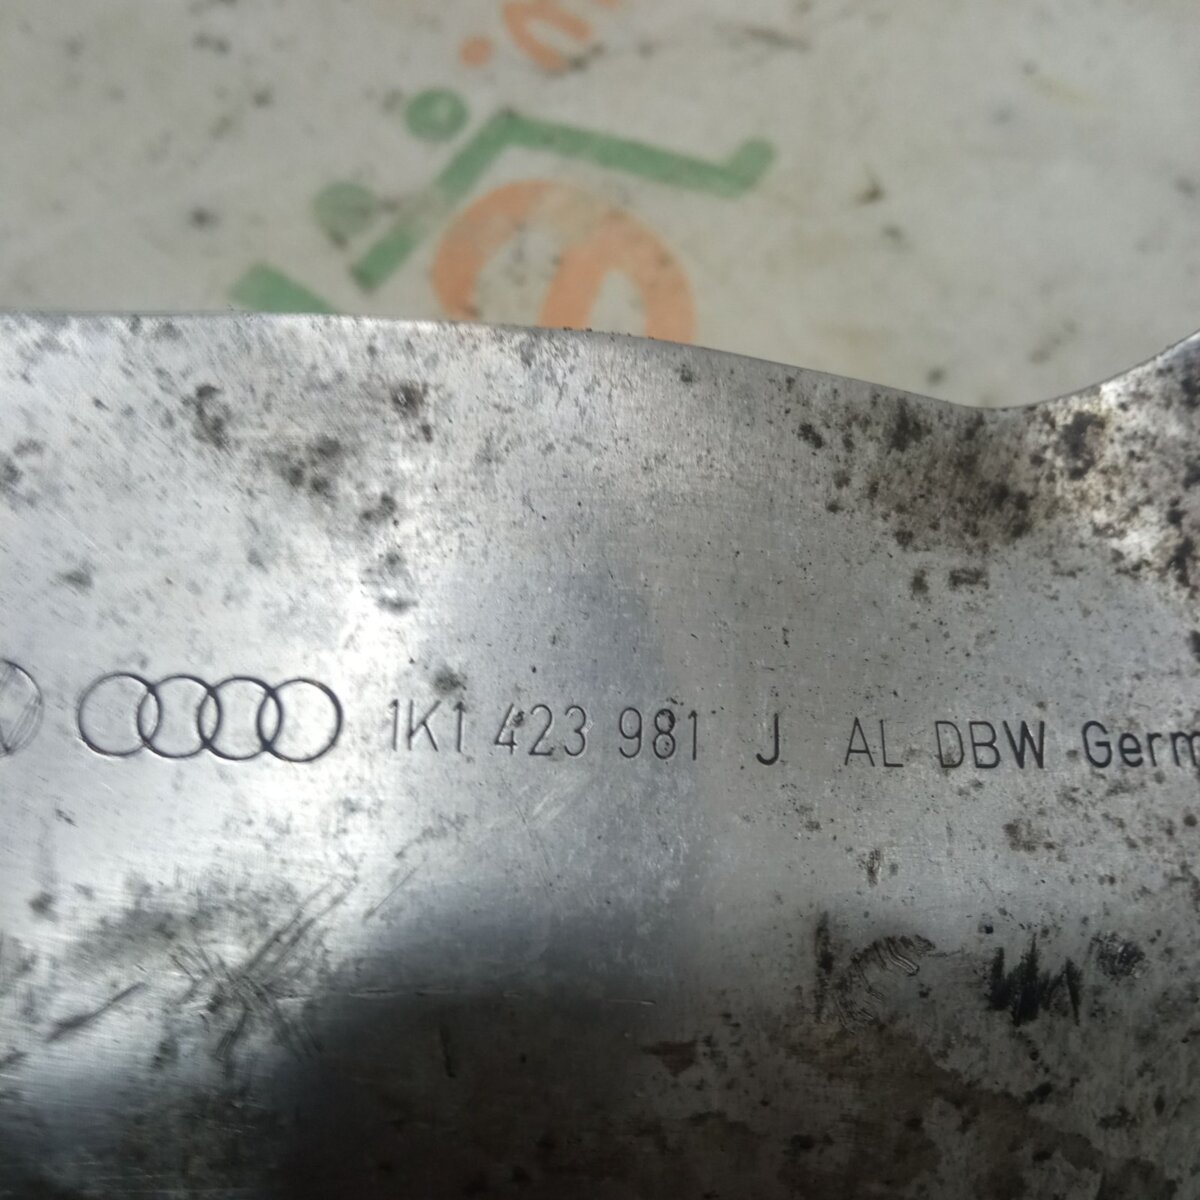 1K1 423 981 J AL DBW Germ